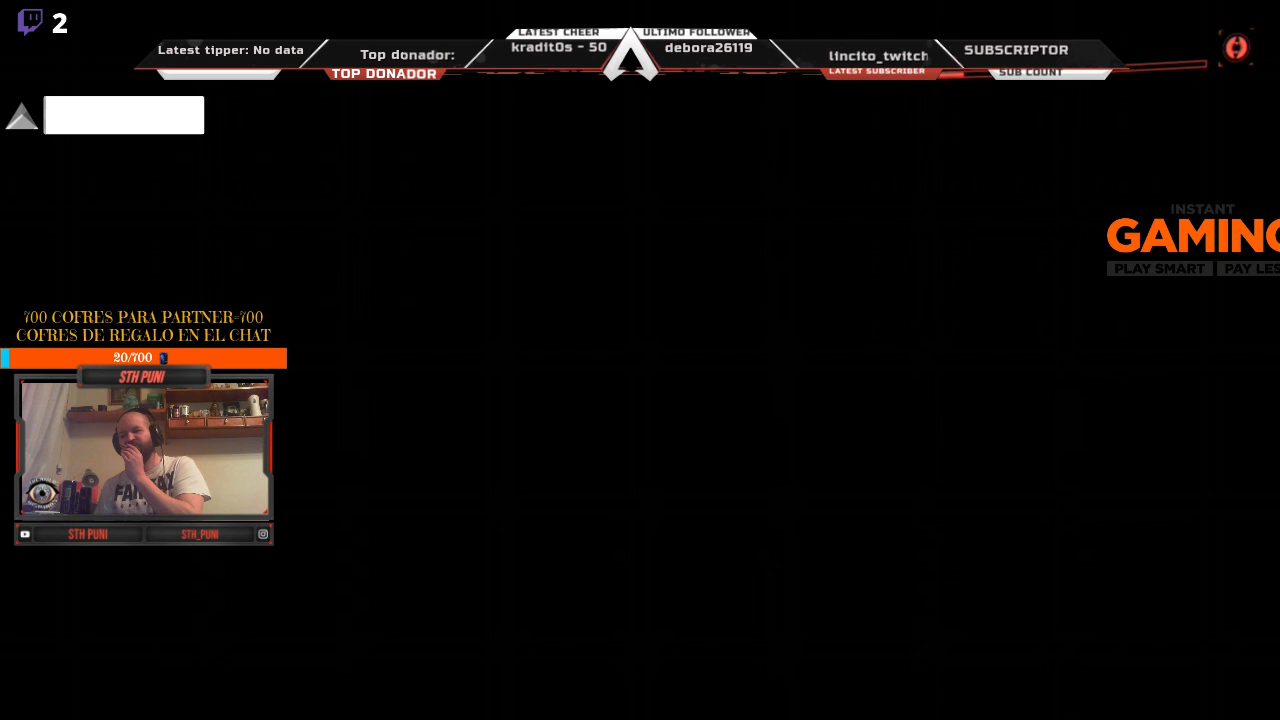 2
LATEST CHEER
ULTIMO FOLLOWER
Latest tipper: No data
Top donador:
kradit0s - 50
debora26119
lincito_twitch
SUBSCRIPTOR
TOP DONADOR
LATEST SUBSCRIBER
SUB COUNT
INSTANT
GAMING
PLAY SMART PAY LES
700 COFRES PARA PARTNER=700
COFRES DE REGALO EN EL CHAT
20/700
STH PUNI
FANTASY
STH PUNI
STH_PUNI